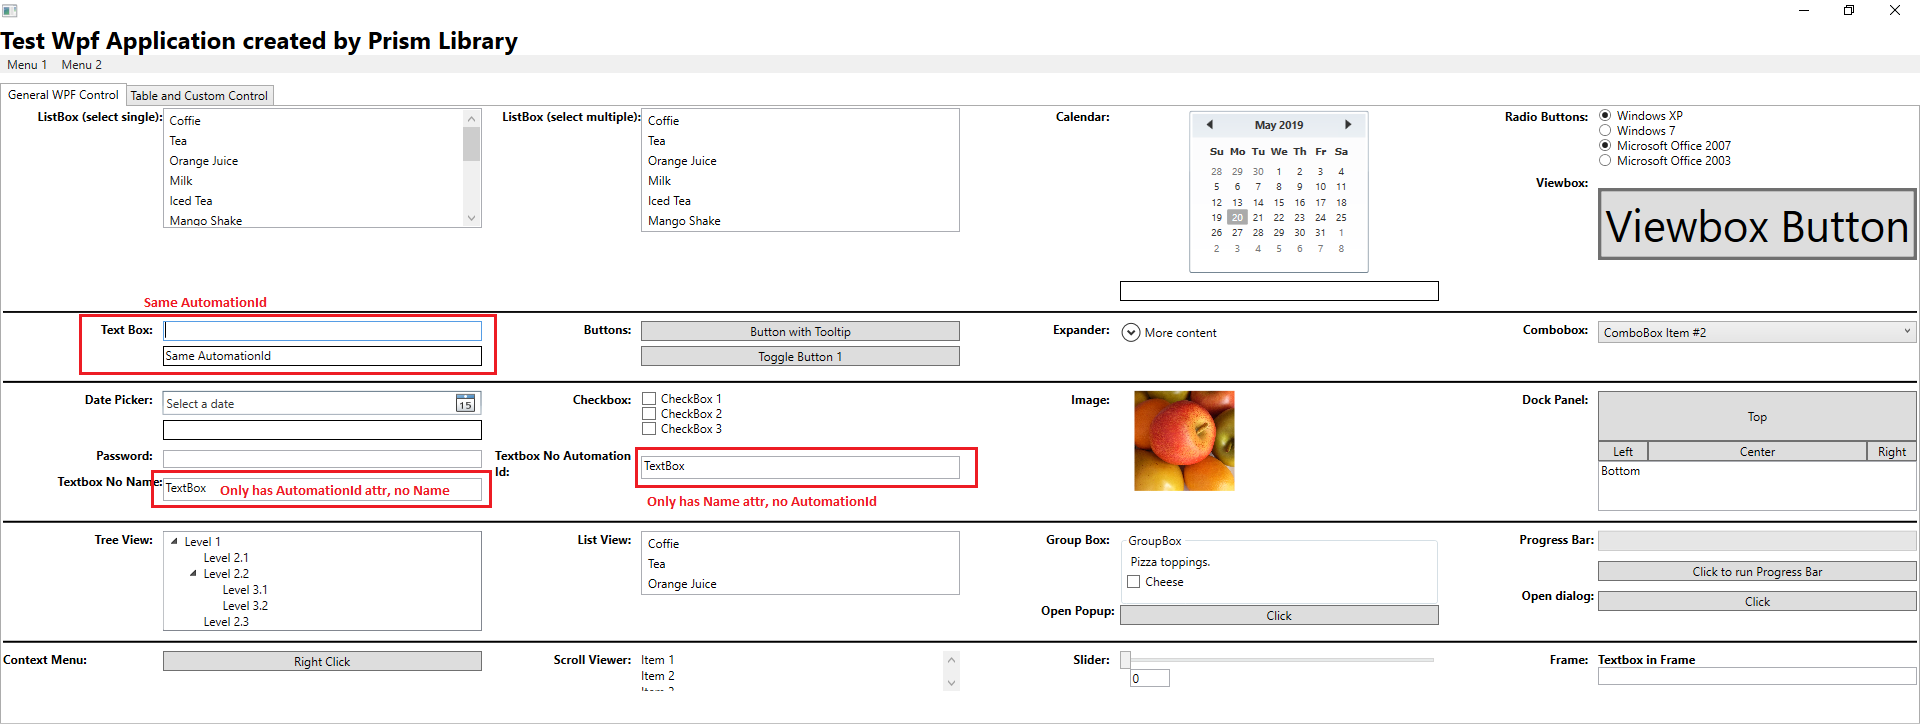 Test Wpf Application created by Prism Library
Menu 1 Menu 2
General WPF Control Table and Custom Control
ListBox (select single):
Coffie
Tea
Orange Juice
Milk
Iced Tea
Mango Shake
ListBox (select multiple):
Coffie
Tea
Orange Juice
Milk
Iced Tea
Mango Shake
Calendar:
May 2019
Su Mo Tu We Th Fr Sa
28 29 30 1 2 3 4
5 6 7 8 9 10 11
12 13 14 15 16 17 18
19 20 21 22 23 24 25
26 27 28 29 30 31 1
2 3 4 5 6 7 8
Radio Buttons:
Windows XP
Windows 7
Microsoft Office 2007
Microsoft Office 2003
Viewbox:
Viewbox Button
Same AutomationId
Text Box:
Same AutomationId
Buttons:
Button with Tooltip
Toggle Button 1
Expander:
More content
Combobox:
ComboBox Item #2
Date Picker:
Select a date
15
Checkbox:
CheckBox 1
CheckBox 2
CheckBox 3
Image:
Dock Panel:
Top
Left Center Right
Bottom
Password:
Textbox No Name:
TextBox
Only has AutomationId attr, no Name
Textbox No Automation
Id:
TextBox
Only has Name attr, no AutomationId
Tree View:
Level 1
Level 2.1
Level 2.2
Level 3.1
Level 3.2
Level 2.3
List View:
Coffie
Tea
Orange Juice
Group Box:
GroupBox
Pizza toppings.
Cheese
Open Popup:
Click
Progress Bar:
Click to run Progress Bar
Open dialog:
Click
Context Menu:
Right Click
Scroll Viewer:
Item 1
Item 2
Slider:
0
Frame:
Textbox in Frame